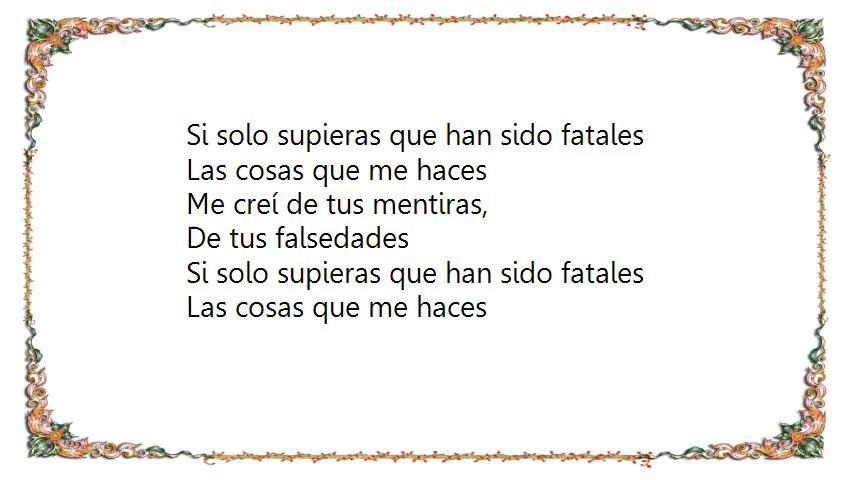 Si solo supieras que han sido fatales
Las cosas que me haces
Me creí de tus mentiras,
De tus falsedades
Si solo supieras que han sido fatales
Las cosas que me haces